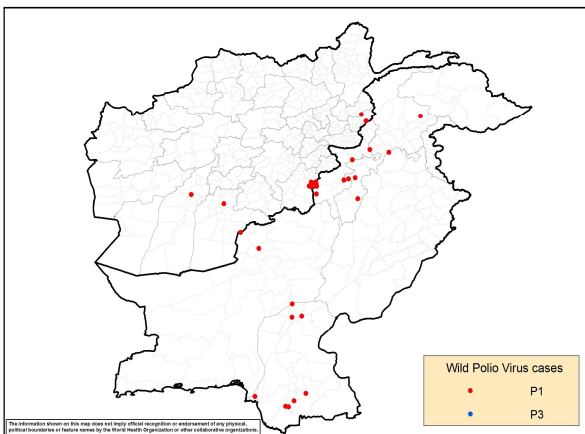 Wild Polio Virus cases
P1
P3
The information shown on this map does not imply official recognition or endorsement of any physical,
political boundaries or feature names by the World Health Organization or other collaborative organizations.